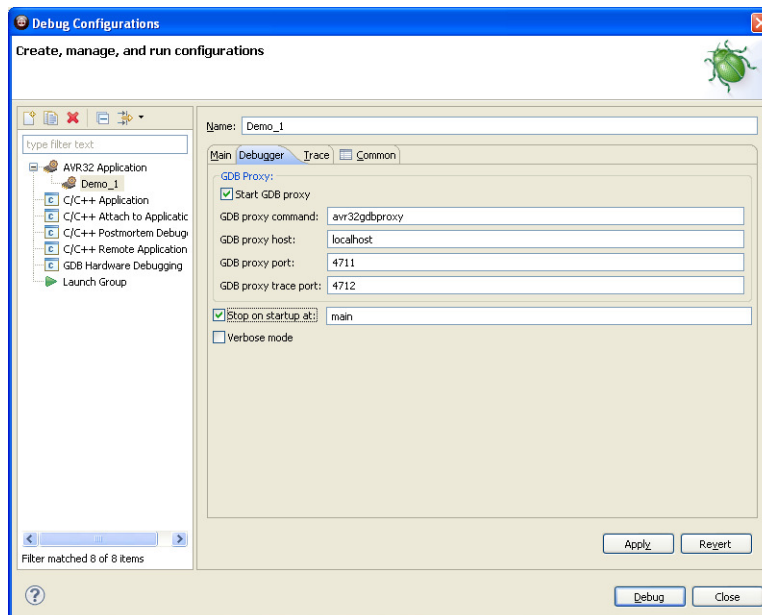 Debug Configurations
Create, manage, and run configurations
type filter text
AVR32 Application
Demo_1
C/C++ Application
C/C++ Attach to Applicatic
C/C++ Postmortem Debug
C/C++ Remote Application
GDB Hardware Debugging
Launch Group
Filter matched 8 of 8 items
Name: Demo_1
Main Debugger Trace Common
GDB Proxy:
Start GDB proxy
GDB proxy command: avr32gdbproxy
GDB proxy host: localhost
GDB proxy port: 4711
GDB proxy trace port: 4712
Stop on startup at: main
Verbose mode
Apply Revert
? Debug Close